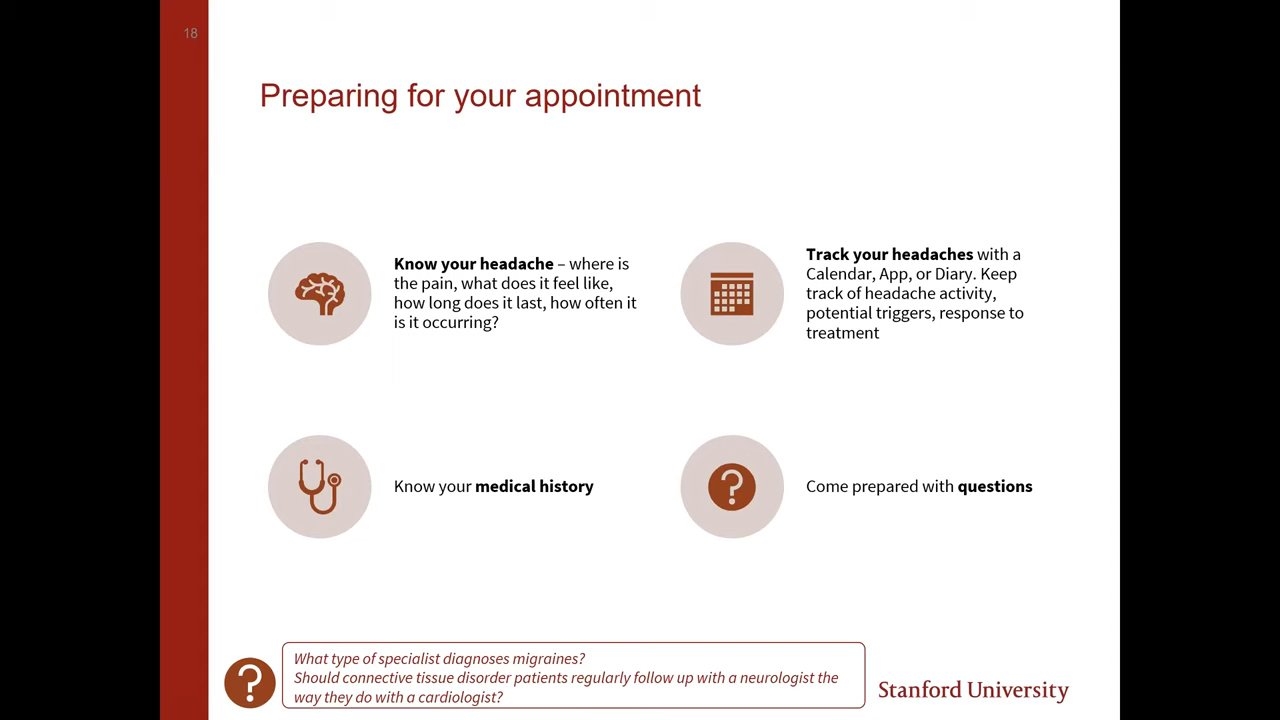 18
Preparing for your appointment
Know your headache – where is
the pain, what does it feel like,
how long does it last, how often it
is it occurring?
Track your headaches with a
Calendar, App, or Diary. Keep
track of headache activity,
potential triggers, response to
treatment
Know your medical history
?
Come prepared with questions
?
What type of specialist diagnoses migraines?
Should connective tissue disorder patients regularly follow up with a neurologist the
way they do with a cardiologist?
Stanford University